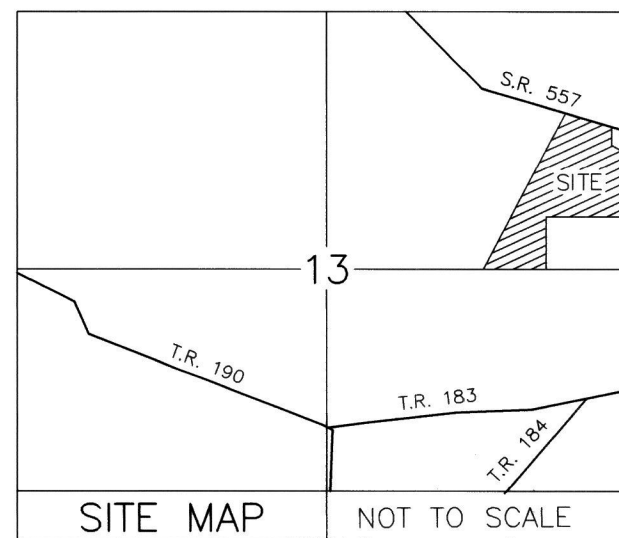 S.R. 557
SITE
13
T.R. 190
T.R. 183
T.R. 184
SITE MAP
NOT TO SCALE